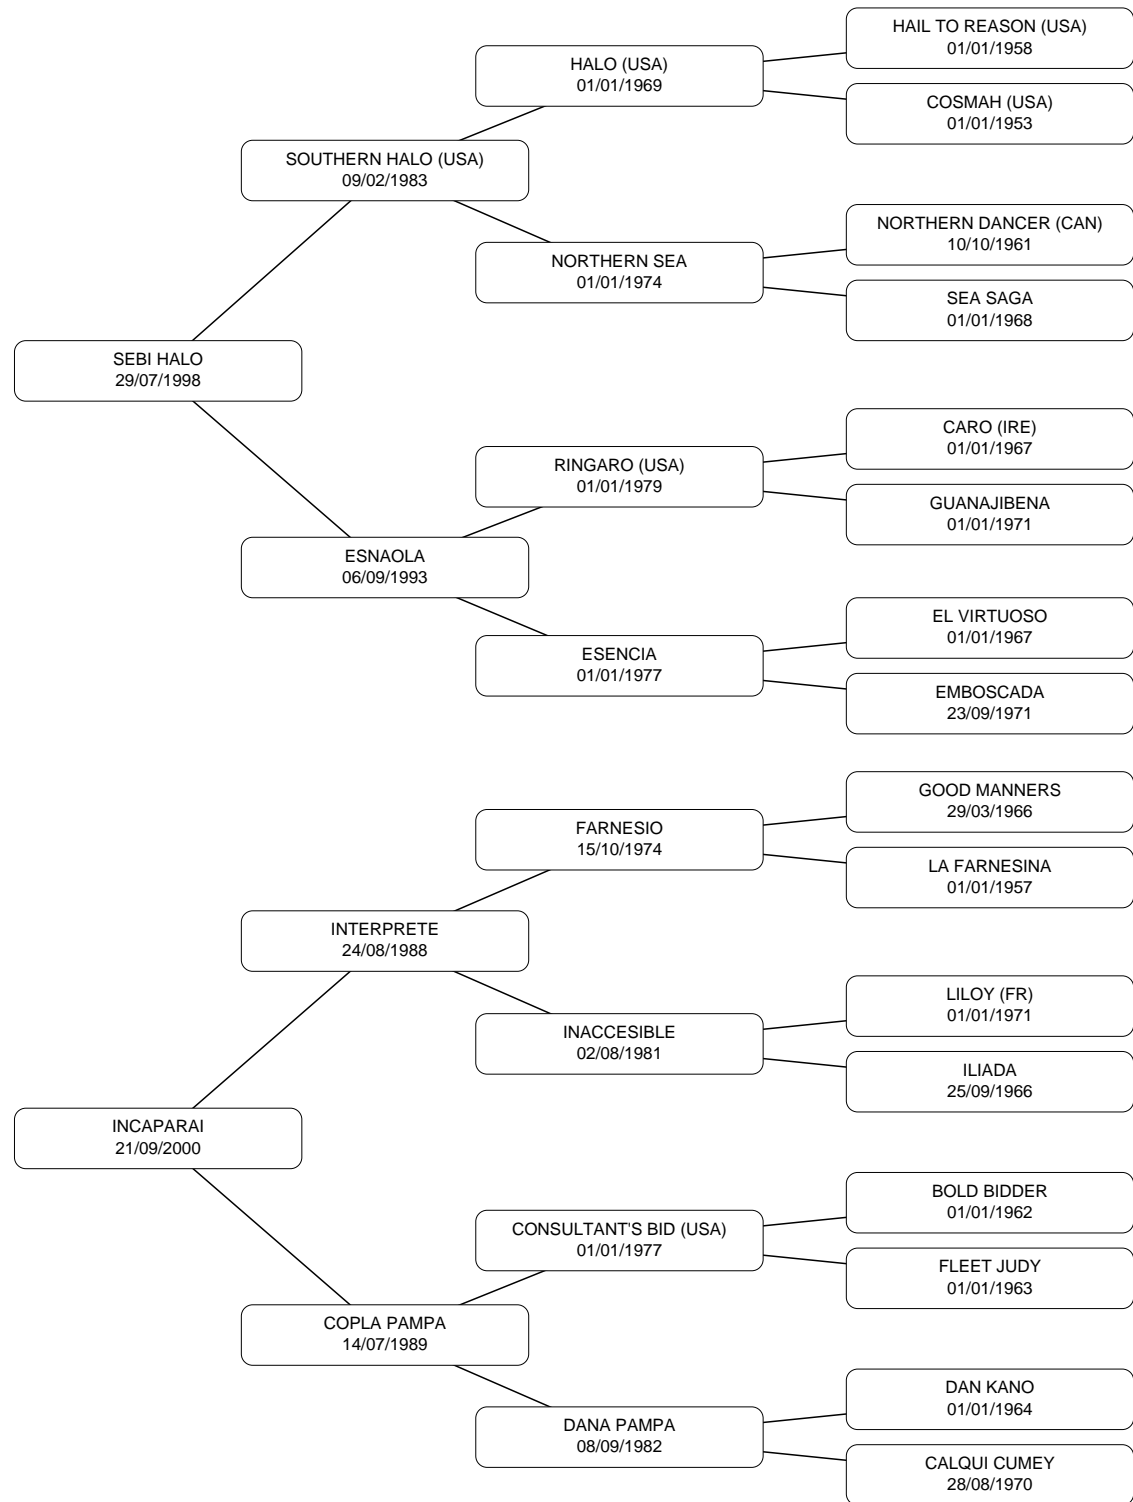 HAIL TO REASON (USA)
01/01/1958
HALO (USA)
01/01/1969
COSMAH (USA)
01/01/1953
SOUTHERN HALO (USA)
09/02/1983
NORTHERN DANCER (CAN)
10/10/1961
NORTHERN SEA
01/01/1974
SEA SAGA
01/01/1968
SEBI HALO
29/07/1998
CARO (IRE)
01/01/1967
RINGARO (USA)
01/01/1979
GUANAJIBENA
01/01/1971
ESNAOLA
06/09/1993
EL VIRTUOSO
01/01/1967
ESENCIA
01/01/1977
EMBOSCADA
23/09/1971
GOOD MANNERS
29/03/1966
FARNESIO
15/10/1974
LA FARNESINA
01/01/1957
INTERPRETE
24/08/1988
LILOY (FR)
01/01/1971
INACCESIBLE
02/08/1981
ILIADA
25/09/1966
INCAPARAI
21/09/2000
BOLD BIDDER
01/01/1962
CONSULTANT'S BID (USA)
01/01/1977
FLEET JUDY
01/01/1963
COPLA PAMPA
14/07/1989
DAN KANO
01/01/1964
DANA PAMPA
08/09/1982
CALQUI CUMEY
28/08/1970